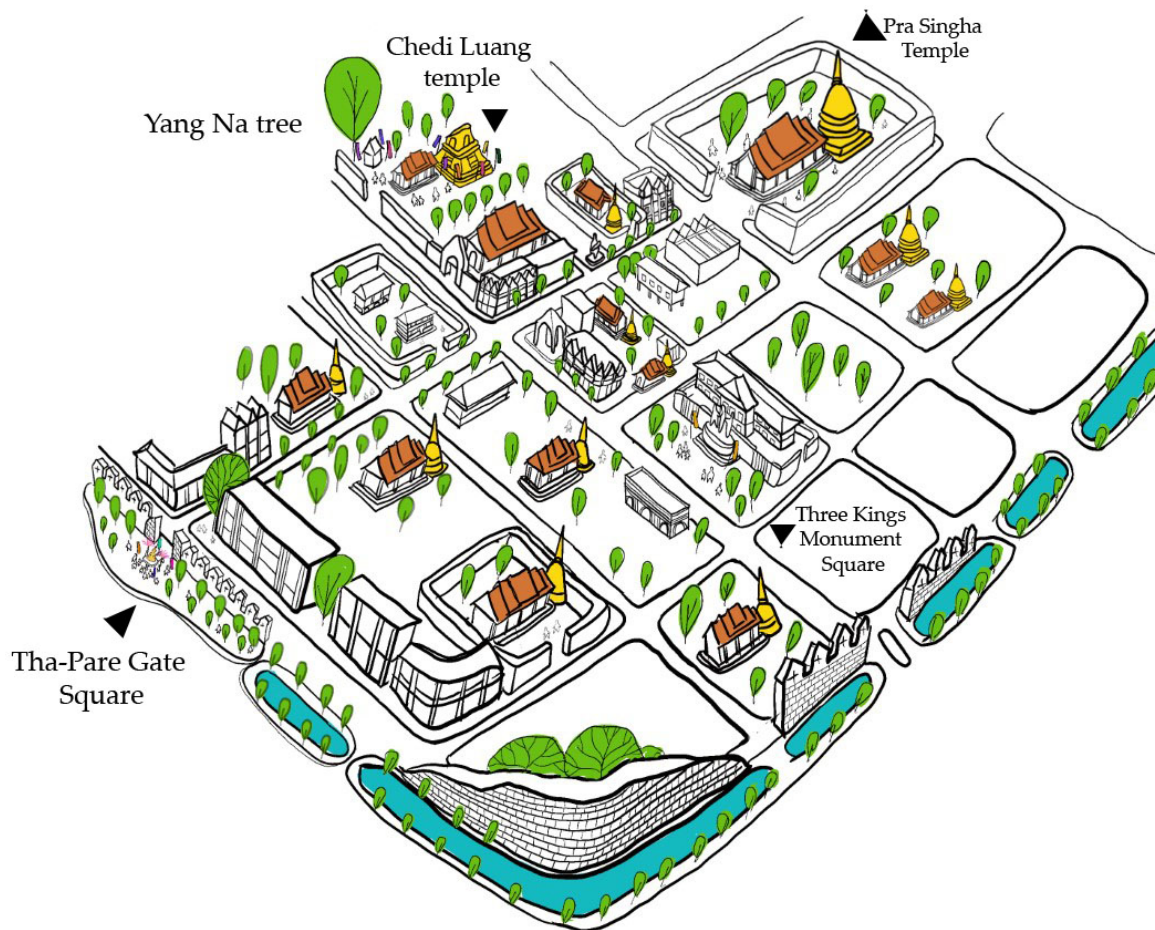 Pra Singha
Temple
Chedi Luang
temple
Yang Na tree
Three Kings
Monument
Square
Tha-Pare Gate
Square